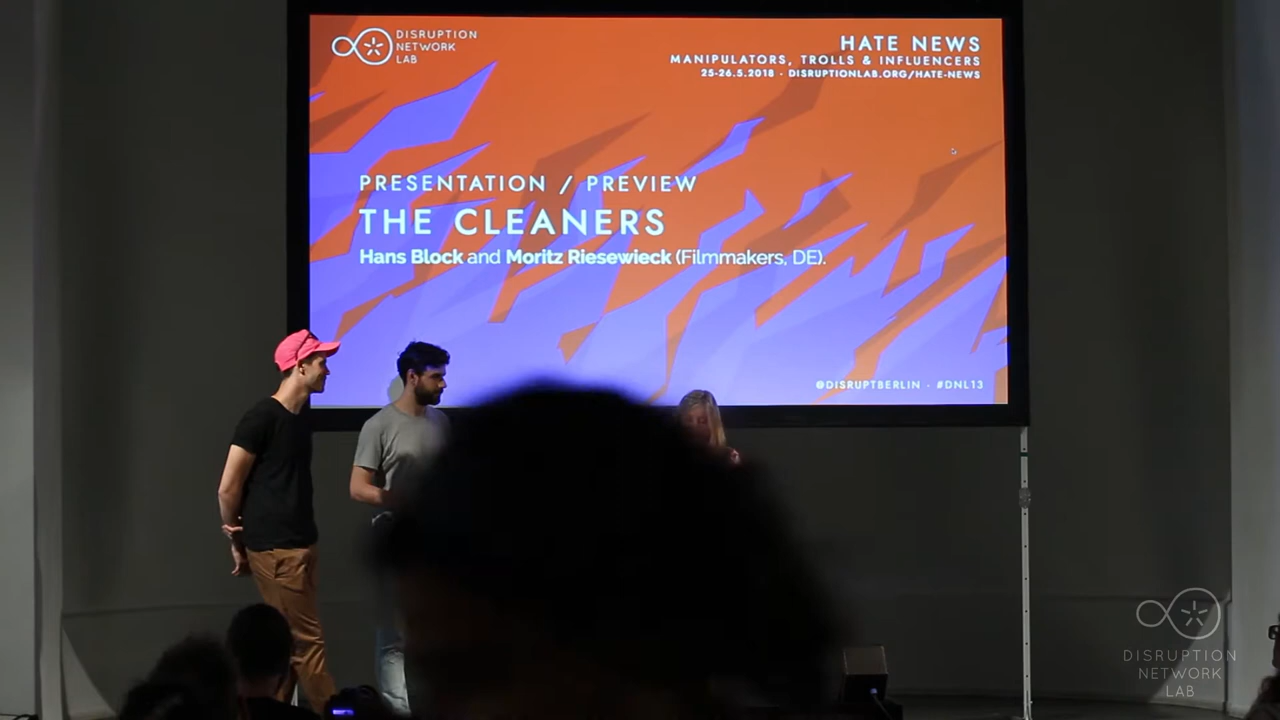 DISRUPTION
NETWORK
LAB
HATE NEWS
MANIPULATORS, TROLLS & INFLUENCERS
25-26.5.2018 · DISRUPTIONLAB.ORG/HATE-NEWS
PRESENTATION / PREVIEW
THE CLEANERS
Hans Block and Moritz Riesewieck (Filmmakers, DE).
@DISRUPTBERLIN · #DNL13
DISRUPTION
NETWORK
LAB